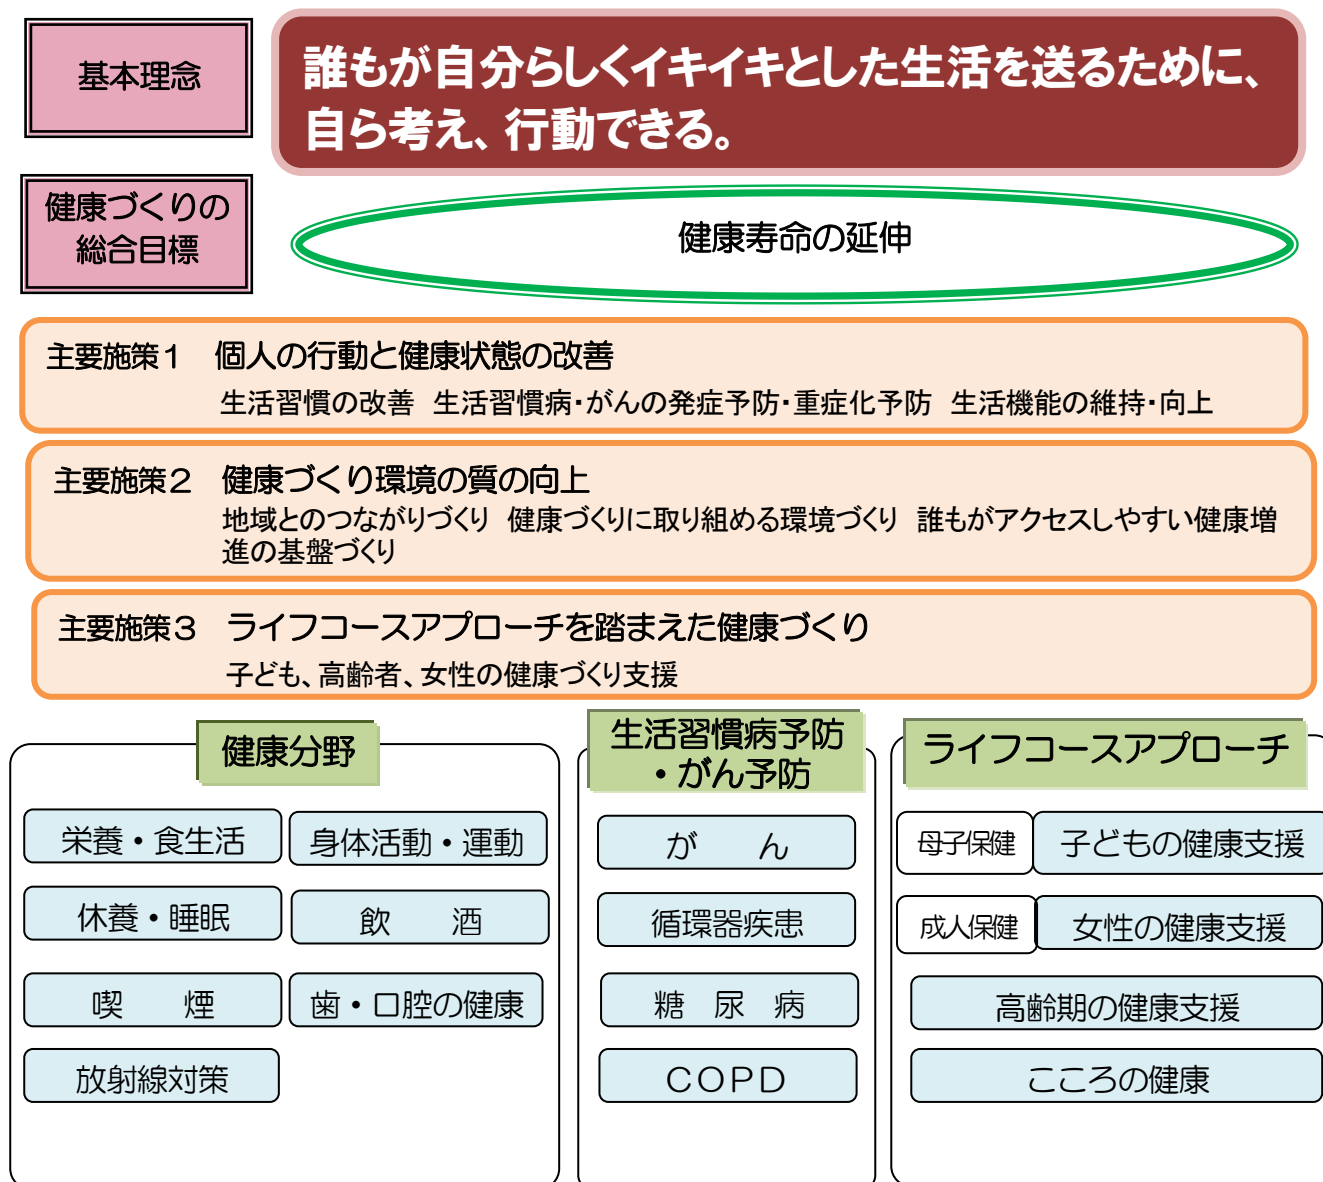 基本理念
誰もが自分らしくイキイキとした生活を送るために、
自ら考え、行動できる。
健康づくりの
総合目標
健康寿命の延伸
主要施策１　個人の行動と健康状態の改善
生活習慣の改善　生活習慣病・がんの発症予防・重症化予防　生活機能の維持・向上
主要施策２　健康づくり環境の質の向上
地域とのつながりづくり　健康づくりに取り組める環境づくり　誰もがアクセスしやすい健康増
進の基盤づくり
主要施策３　ライフコースアプローチを踏まえた健康づくり
子ども、高齢者、女性の健康づくり支援
健康分野
栄養・食生活
身体活動・運動
休養・睡眠
飲　　酒
喫　　煙
歯・口腔の健康
放射線対策
生活習慣病予防
・がん予防
が　　ん
循環器疾患
糖　尿　病
ＣＯＰＤ
ライフコースアプローチ
母子保健
子どもの健康支援
成人保健
女性の健康支援
高齢期の健康支援
こころの健康